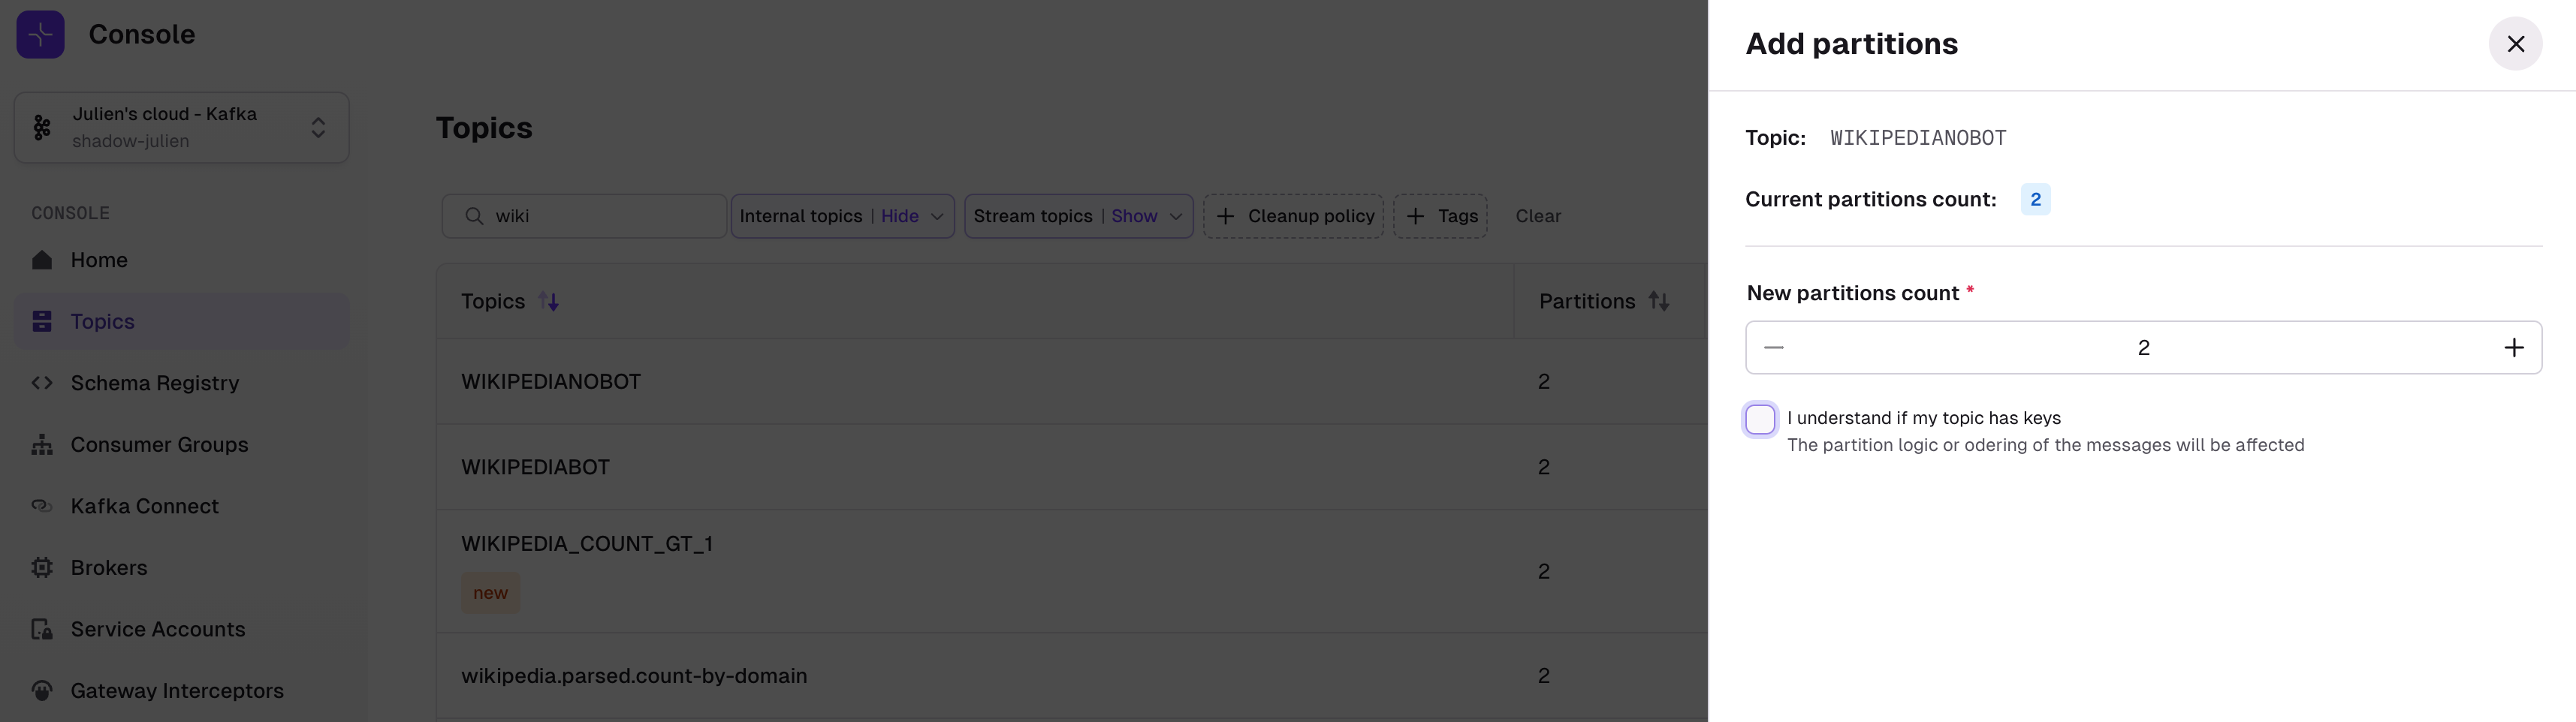 Console
Julien's cloud - Kafka
shadow-julien
CONSOLE
Home
Topics
Schema Registry
Consumer Groups
Kafka Connect
Brokers
Service Accounts
Gateway Interceptors
Topics
wiki
Internal topics | Hide
Stream topics | Show
+ Cleanup policy
+ Tags
Clear
Topics
Partitions
WIKIPEDIANOBOT
2
WIKIPEDIABOT
2
WIKIPEDIA_COUNT_GT_1
new
2
wikipedia.parsed.count-by-domain
2
Add partitions
Topic: WIKIPEDIANOBOT
Current partitions count: 2
New partitions count *
2
I understand if my topic has keys
The partition logic or odering of the messages will be affected